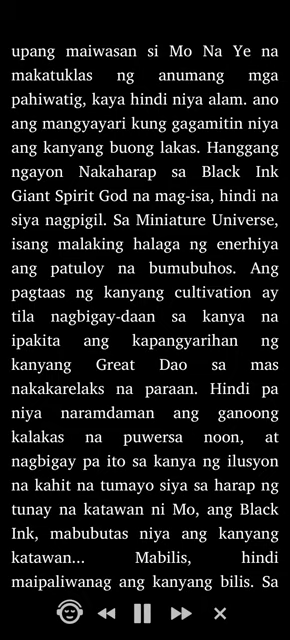 upang maiwasan si Mo Na Ye na
makatuklas ng anumang mga
pahiwatig, kaya hindi niya alam. ano
ang mangyayari kung gagamitin niya
ang kanyang buong lakas. Hanggang
ngayon Nakaharap sa Black Ink
Giant Spirit God na mag-isa, hindi na
siya nagpigil. Sa Miniature Universe,
isang malaking halaga ng enerhiya
ang patuloy na bumubuhos. Ang
pagtaas ng kanyang cultivation ay
tila nagbigay-daan sa kanya na
ipakita ang kapangyarihan ng
kanyang Great Dao sa mas
nakakarelaks na paraan. Hindi pa
niya naramdaman ang ganoong
kalakas na puwersa noon, at
nagbigay pa ito sa kanya ng ilusyon
na kahit na tumayo siya sa harap ng
tunay na katawan ni Mo, ang Black
Ink, mabubutas niya ang kanyang
katawan... Mabilis, hindi
maipaliwanag ang kanyang bilis. Sa